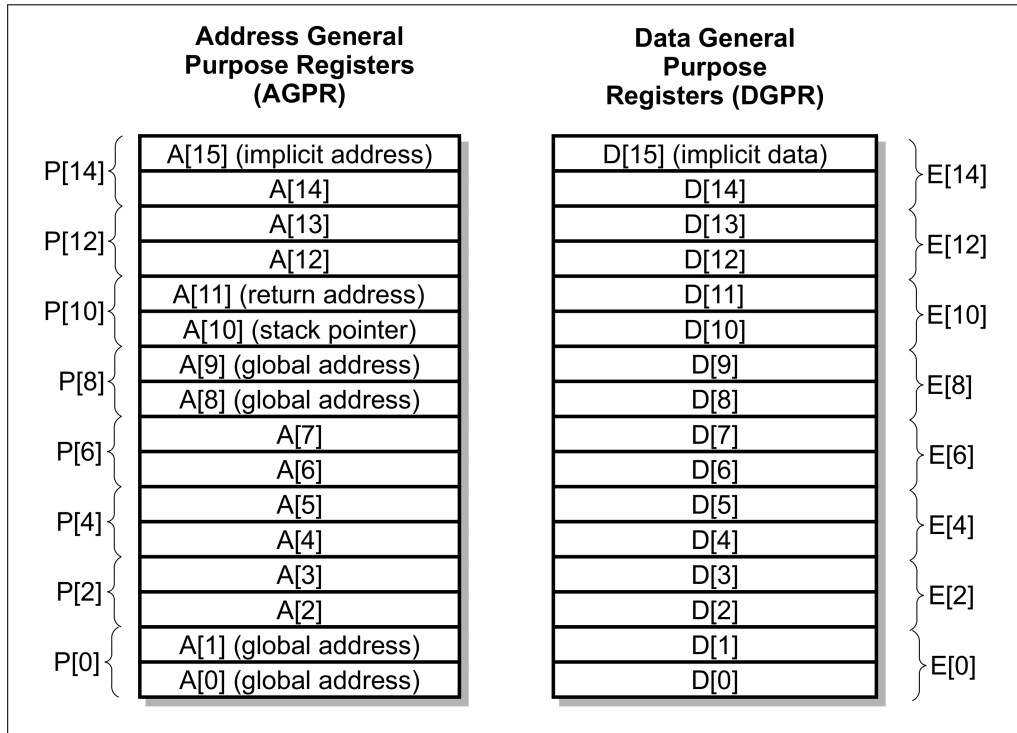 Address General
Purpose Registers
(AGPR)
Data General
Purpose
Registers (DGPR)
P[14]
A[15] (implicit address)
A[14]
D[15] (implicit data)
D[14]
E[14]
P[12]
A[13]
A[12]
D[13]
D[12]
E[12]
P[10]
A[11] (return address)
A[10] (stack pointer)
D[11]
D[10]
E[10]
P[8]
A[9] (global address)
A[8] (global address)
D[9]
D[8]
E[8]
P[6]
A[7]
A[6]
D[7]
D[6]
E[6]
P[4]
A[5]
A[4]
D[5]
D[4]
E[4]
P[2]
A[3]
A[2]
D[3]
D[2]
E[2]
P[0]
A[1] (global address)
A[0] (global address)
D[1]
D[0]
E[0]